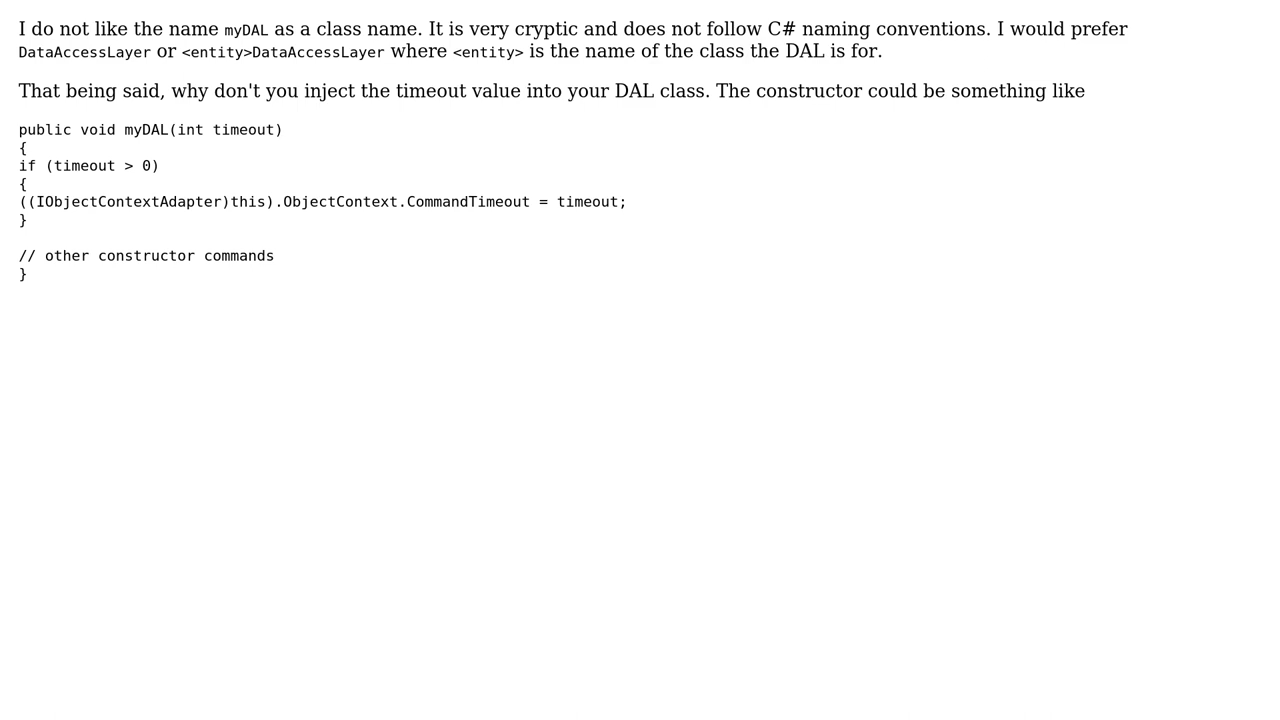 I do not like the name myDAL as a class name. It is very cryptic and does not follow C# naming conventions. I would prefer
DataAccessLayer or <entity>DataAccessLayer where <entity> is the name of the class the DAL is for.
That being said, why don't you inject the timeout value into your DAL class. The constructor could be something like
public void myDAL(int timeout)
{
if (timeout > 0)
{
((IObjectContextAdapter)this).ObjectContext.CommandTimeout = timeout;
}
// other constructor commands
}